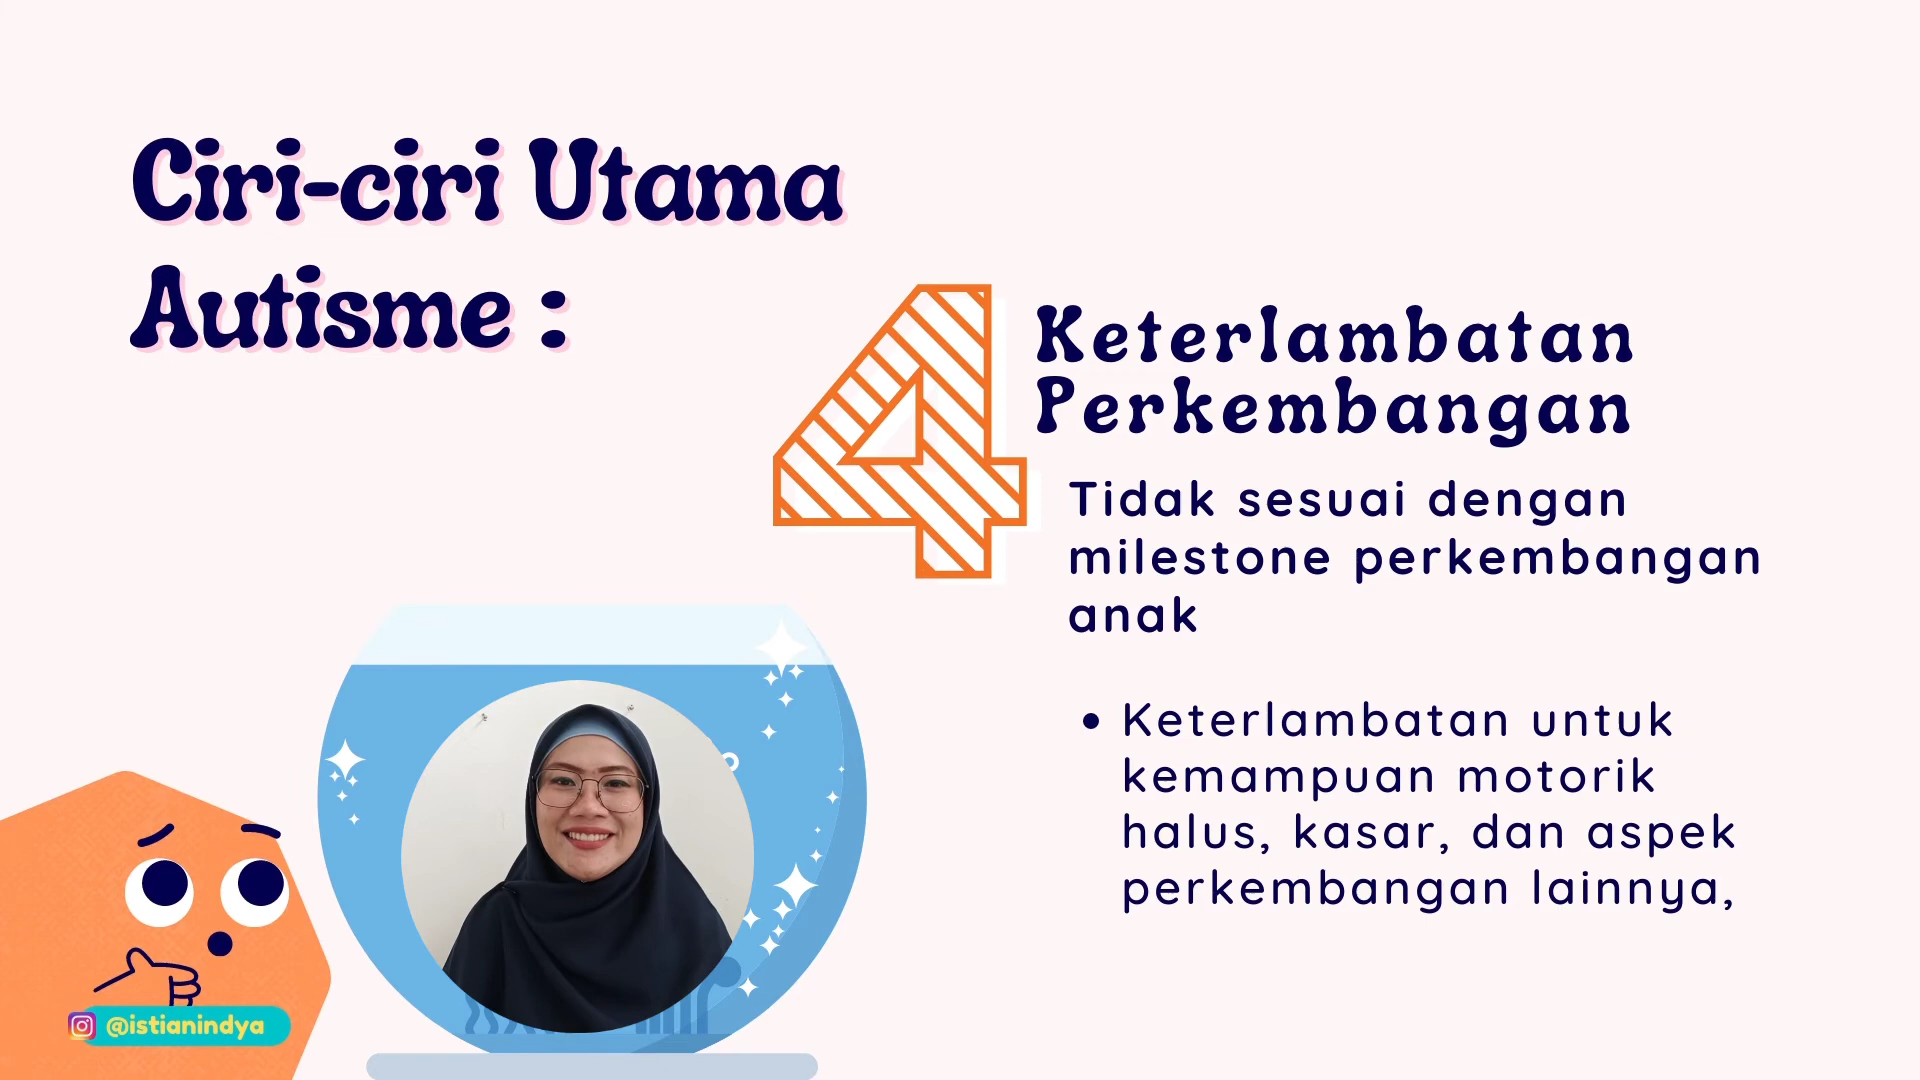 Ciri-ciri Utama
Autisme :
4
Keterlambatan
Perkembangan
Tidak sesuai dengan
milestone perkembangan
anak
• Keterlambatan untuk
kemampuan motorik
halus, kasar, dan aspek
perkembangan lainnya,
@istianindya